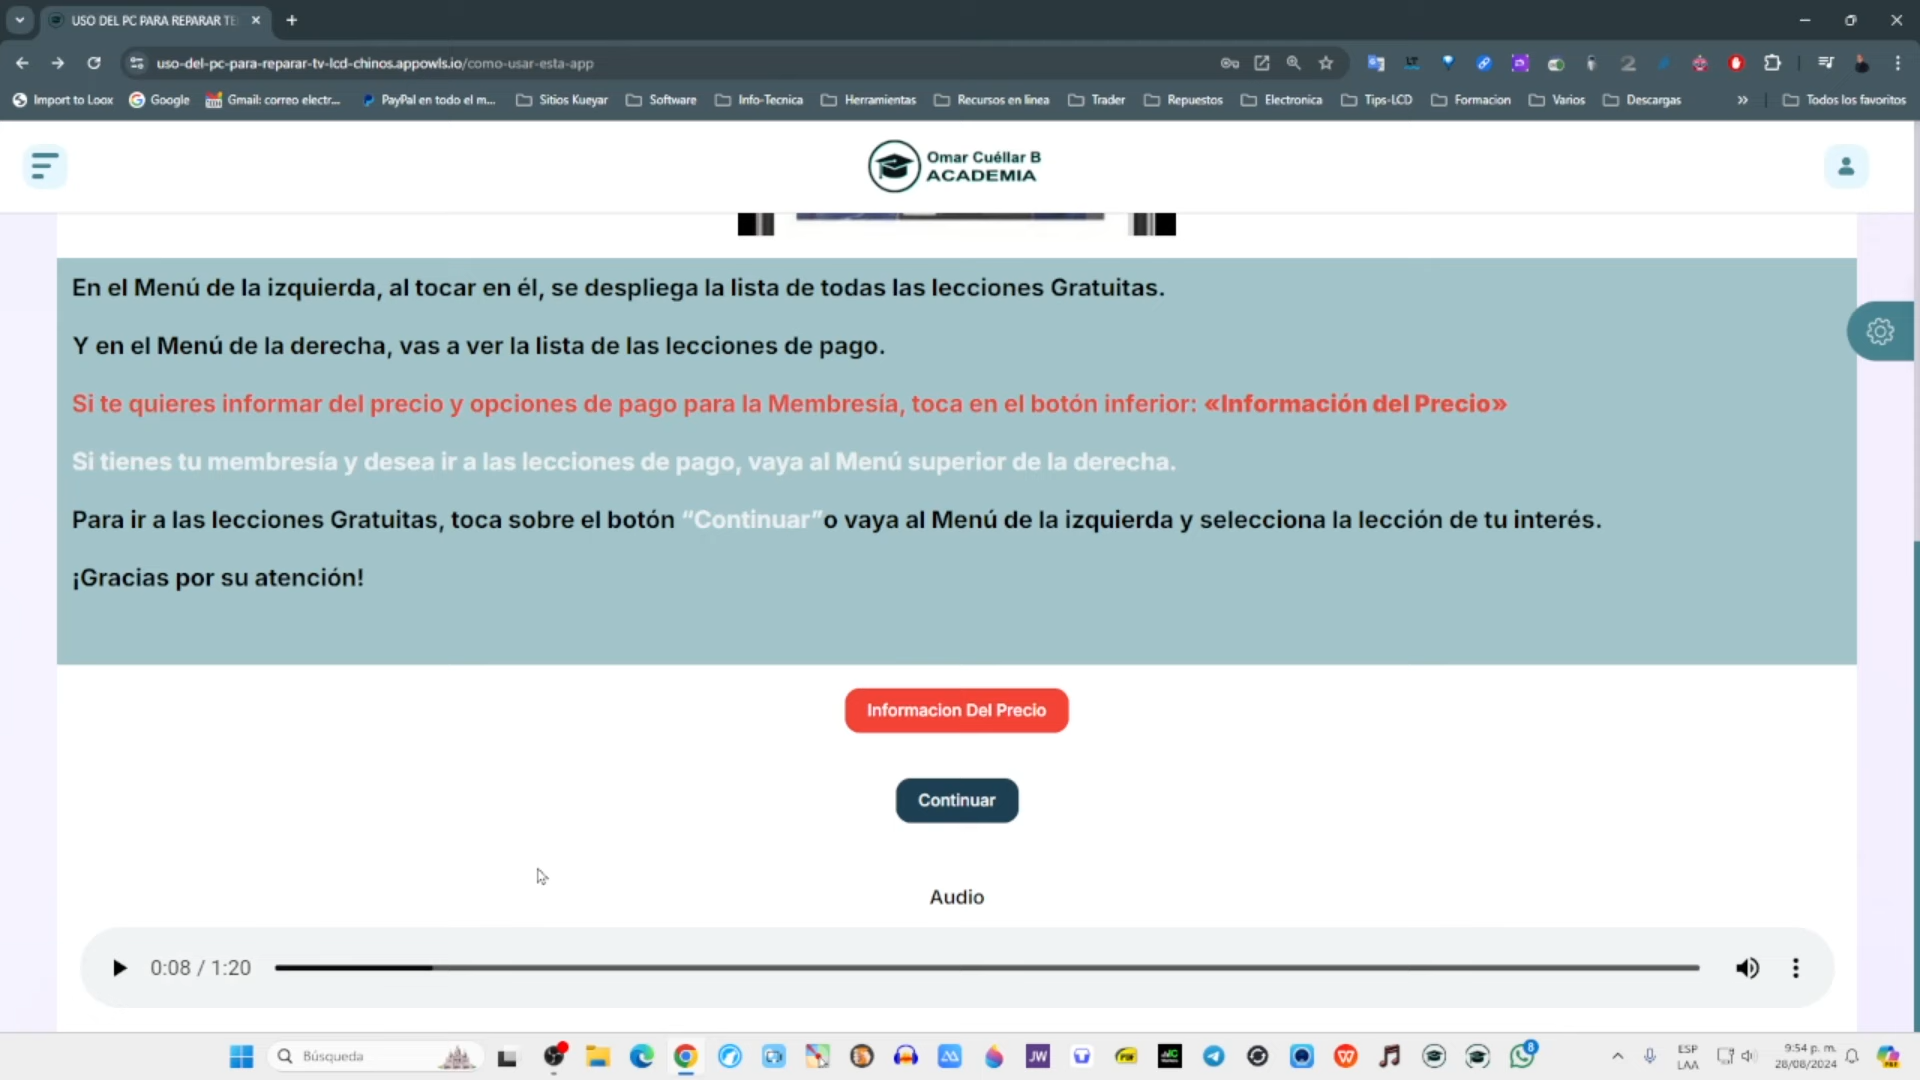 USO DEL PC PARA REPARAR TE
uso-del-pc-para-reparar-tv-lcd-chinos.appowls.io/como-usar-esta-app
Import to Loox
Google
Gmail: correo electr...
PayPal en todo el m...
Sitios Kueyar
Software
Info-Tecnica
Herramientas
Recursos en linea
Trader
Repuestos
Electronica
Tips-LCD
Formacion
Varios
Descargas
»
Todos los favoritos
Omar Cuéllar B
ACADEMIA
En el Menú de la izquierda, al tocar en él, se despliega la lista de todas las lecciones Gratuitas.
Y en el Menú de la derecha, vas a ver la lista de las lecciones de pago.
Si te quieres informar del precio y opciones de pago para la Membresía, toca en el botón inferior: «Información del Precio»
Si tienes tu membresía y desea ir a las lecciones de pago, vaya al Menú superior de la derecha.
Para ir a las lecciones Gratuitas, toca sobre el botón “Continuar”o vaya al Menú de la izquierda y selecciona la lección de tu interés.
¡Gracias por su atención!
Informacion Del Precio
Continuar
Audio
0:08 / 1:20
Búsqueda
JW
8
ESP
LAA
9:54 p. m.
28/08/2024